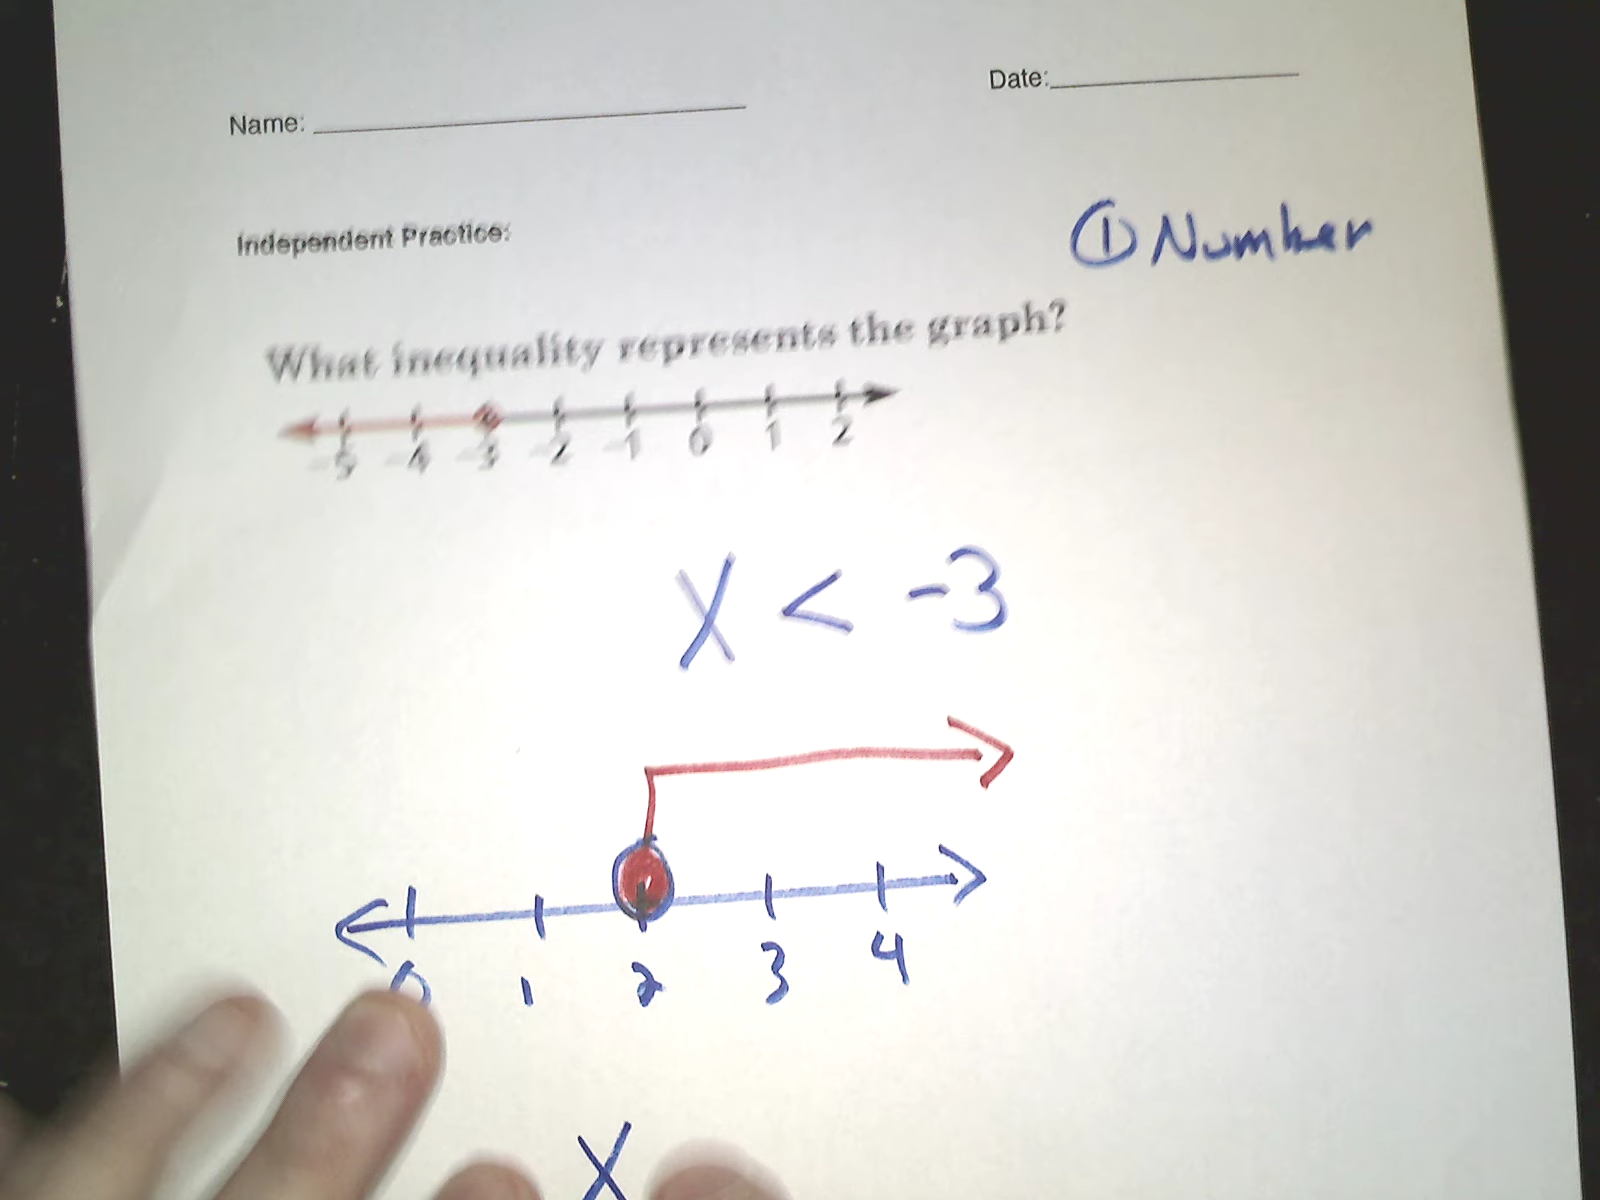 Date:
Name:
① Number
Independent Practice:
What inequality represents the graph?
-5 -4 -3 -2 -1 0 1 2
X < -3
0 1 2 3 4
X